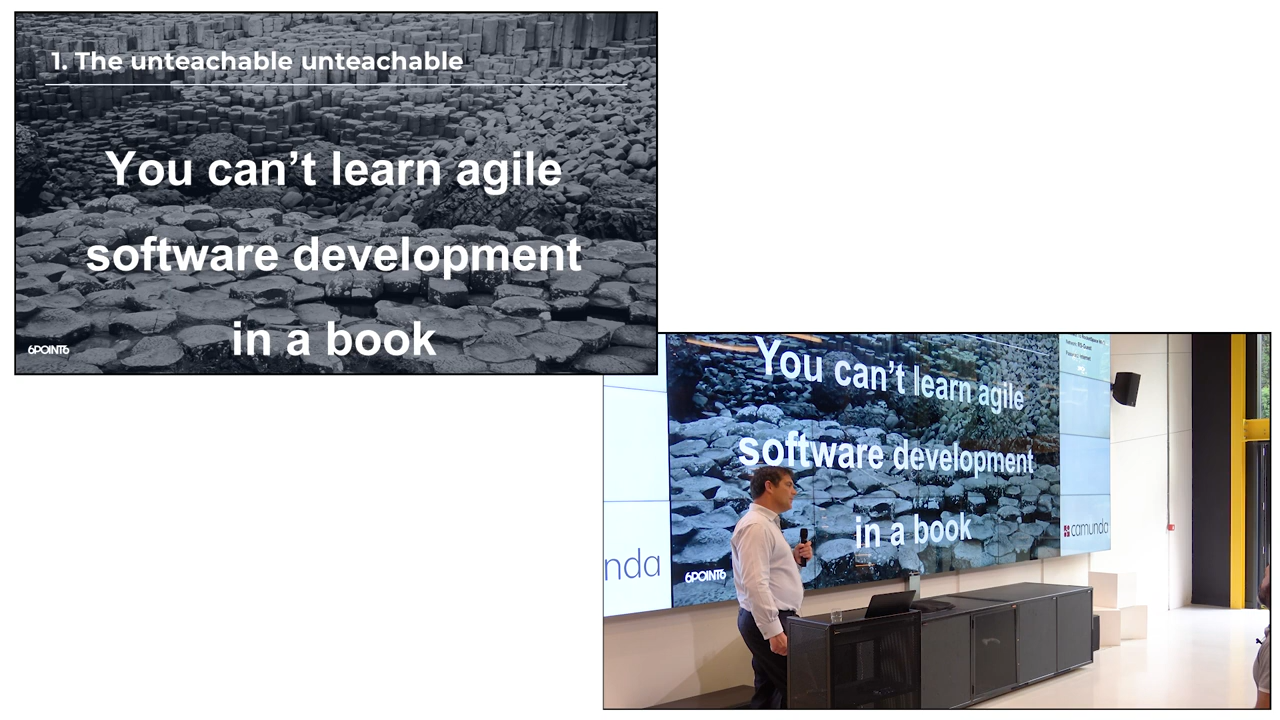 1. The unteachable unteachable
You can’t learn agile
software development
in a book
6POINT6
You can’t learn agile
software development
in a book
6POINT6
nda
camunda